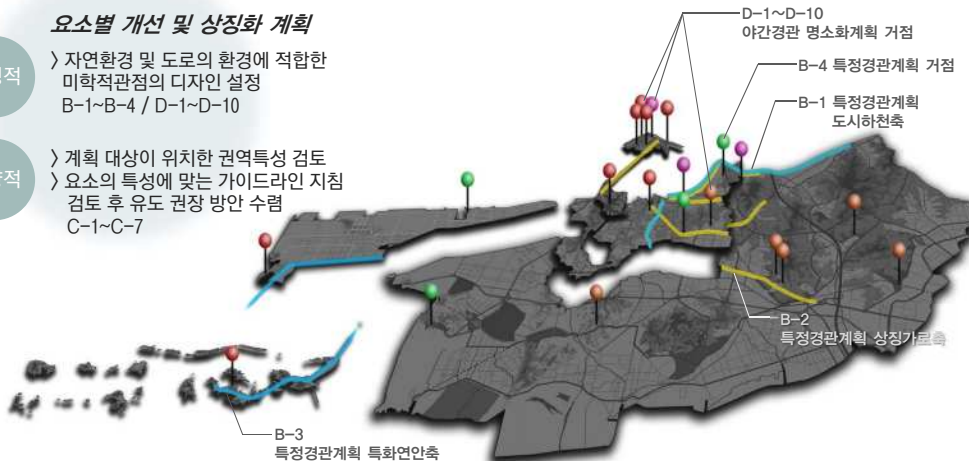 요소별 개선 및 상징화 계획
적
〉자연환경 및 도로의 환경에 적합한
미학적관점의 디자인 설정
B-1~B-4 / D-1~D-10
적
〉계획 대상이 위치한 권역특성 검토
〉요소의 특성에 맞는 가이드라인 지침
검토 후 유도 권장 방안 수렴
C-1~C-7
D-1~D-10
야간경관 명소화계획 거점
B-4 특정경관계획 거점
B-1 특정경관계획
도시하천축
B-2
특정경관계획 상징가로축
B-3
특정경관계획 특화연안축